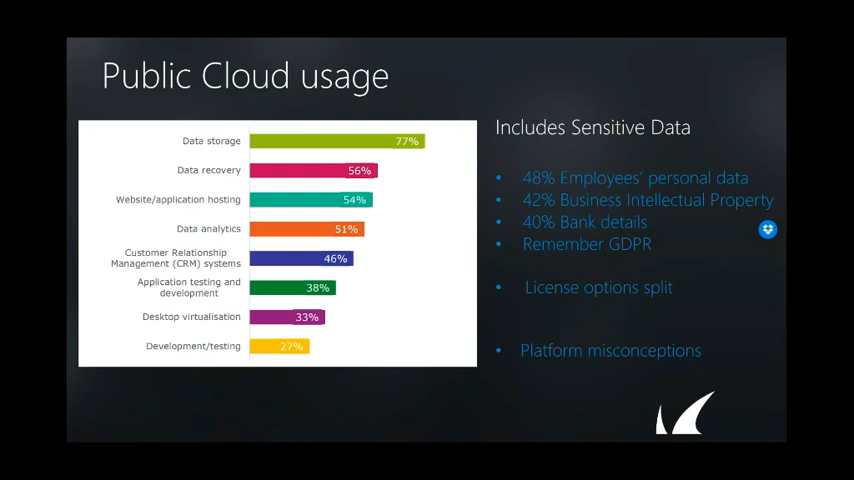 Public Cloud usage
Data storage 77%
Data recovery 56%
Website/application hosting 54%
Data analytics 51%
Customer Relationship
Management (CRM) systems 46%
Application testing and
development 38%
Desktop virtualisation 33%
Development/testing 27%
Includes Sensitive Data
• 48% Employees' personal data
• 42% Business Intellectual Property
• 40% Bank details
• Remember GDPR
• License options split
• Platform misconceptions